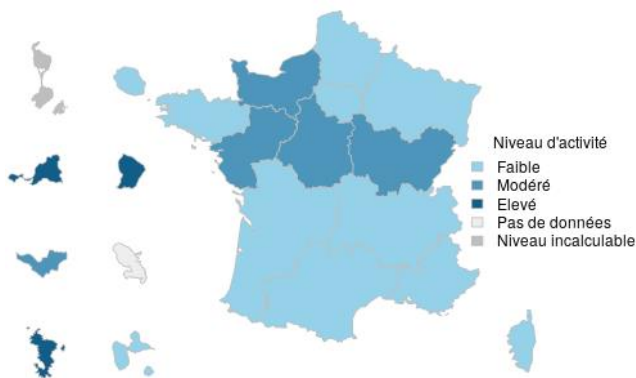 Niveau d'activité
Faible
Modéré
Elevé
Pas de données
Niveau incalculable